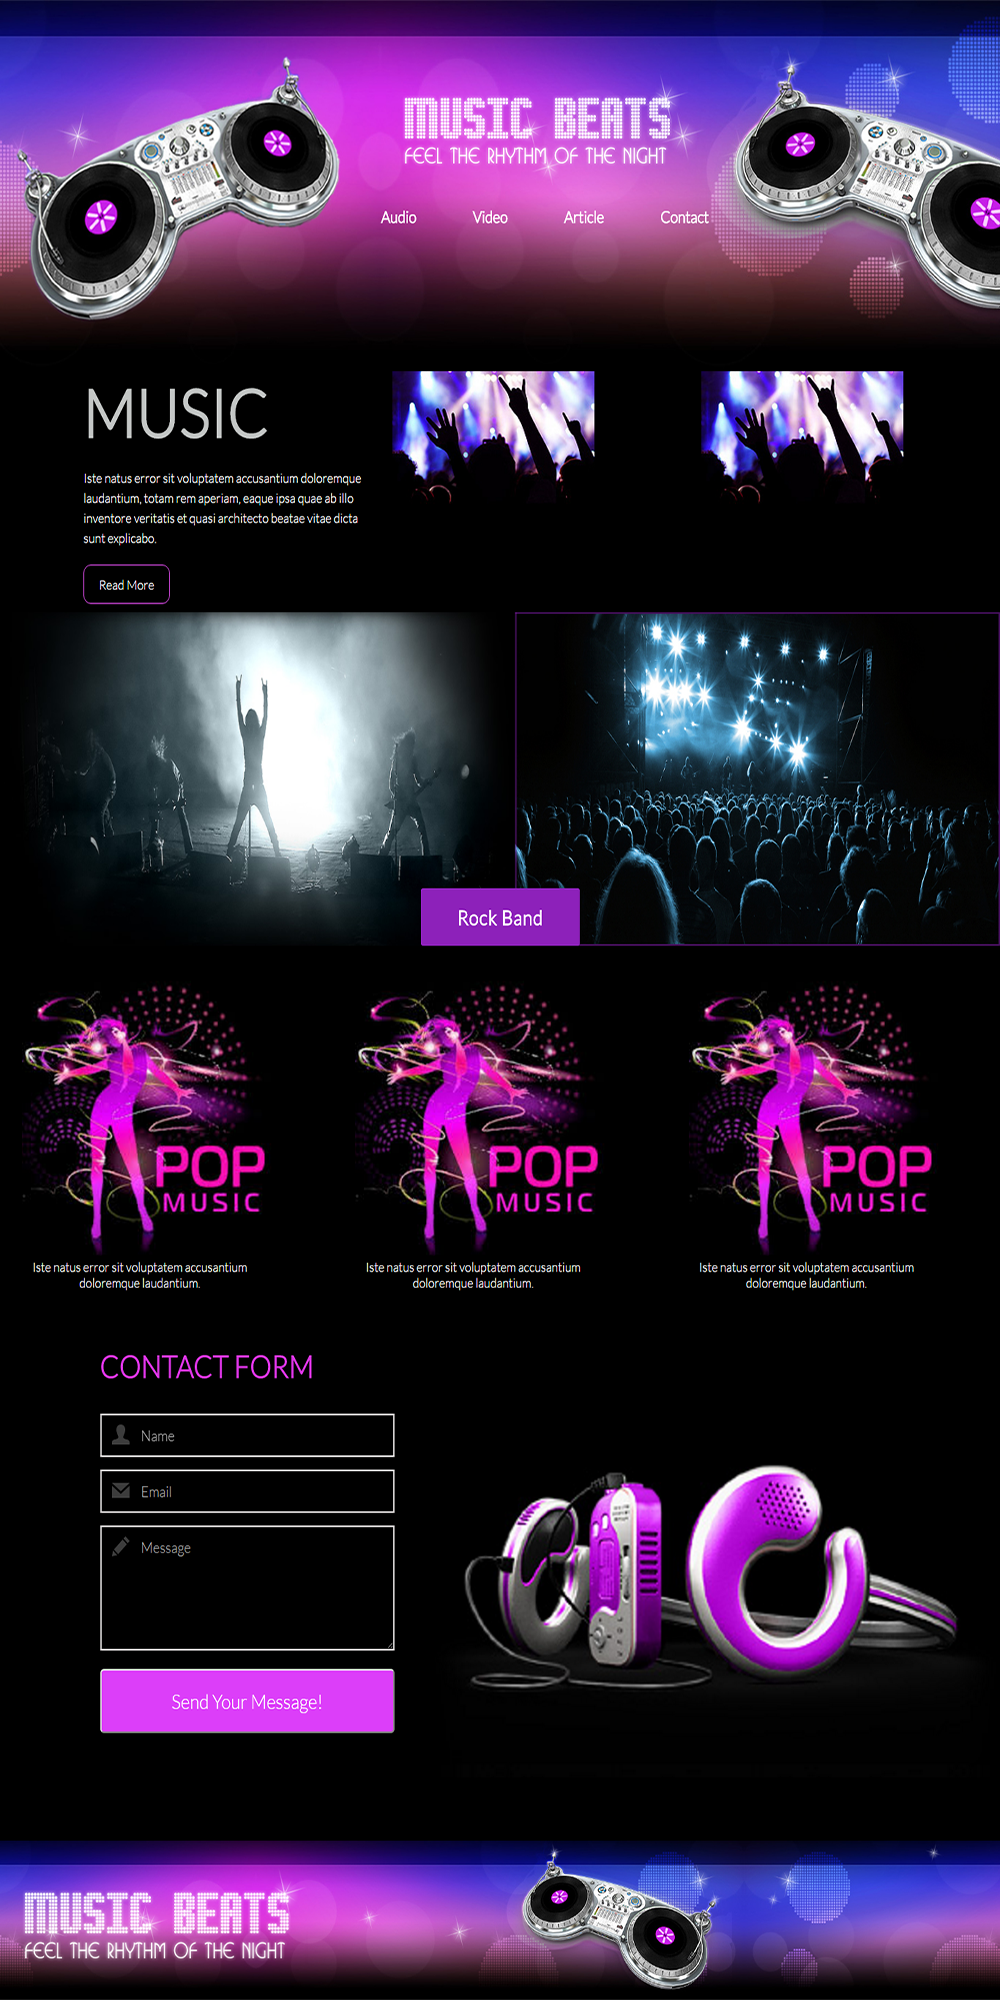 MUSIC BEATS
FEEL THE RHYTHM OF THE NIGHT
Audio Video Article Contact
MUSIC
Iste natus error sit voluptatem accusantium doloremque
laudantium, totam rem aperiam, eaque ipsa quae ab illo
inventore veritatis et quasi architecto beatae vitae dicta
sunt explicabo.
Read More
Rock Band
POP
MUSIC
Iste natus error sit voluptatem accusantium
doloremque laudantium.
POP
MUSIC
Iste natus error sit voluptatem accusantium
doloremque laudantium.
POP
MUSIC
Iste natus error sit voluptatem accusantium
doloremque laudantium.
CONTACT FORM
Name
Email
Message
Send Your Message!
MUSIC BEATS
FEEL THE RHYTHM OF THE NIGHT